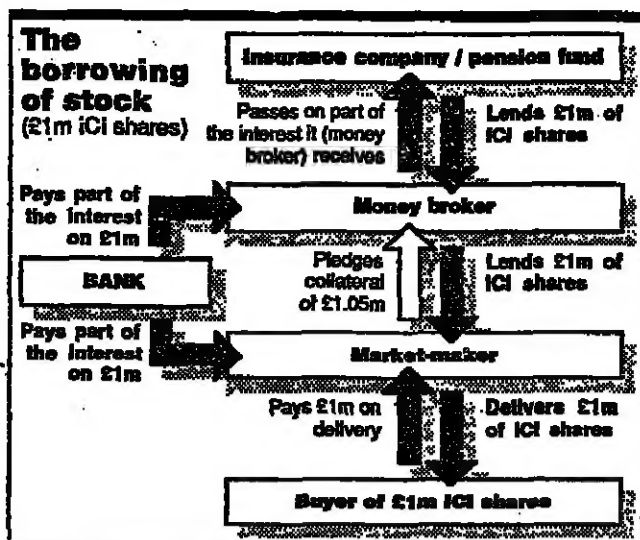 The
borrowing
of stock
(£1m ICI shares)
Insurance company / pension fund
Passes on part of
the interest it (money
broker) receives
Lends £1m of
ICI shares
Pays part of
the interest
on £1m
Money broker
BANK
Pledges
collateral
of £1.05m
Lends £1m of
ICI shares
Pays part of
the interest
on £1m
Market-maker
Pays £1m on
delivery
Delivers £1m
of ICI shares
Buyer of £1m ICI shares